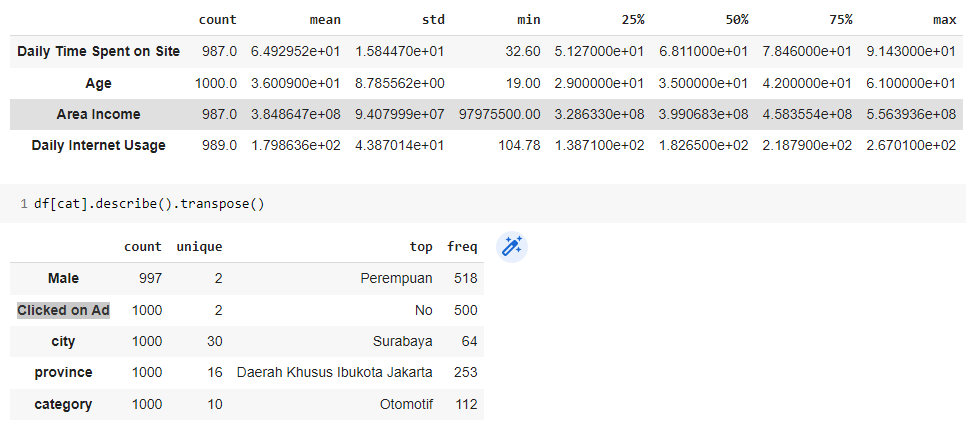 count mean std min 25% 50% 75% max
Daily Time Spent on Site 987.0 6.492952e+01 1.584470e+01 32.60 5.127000e+01 6.811000e+01 7.846000e+01 9.143000e+01
Age 1000.0 3.600900e+01 8.785562e+00 19.00 2.900000e+01 3.500000e+01 4.200000e+01 6.100000e+01
Area Income 987.0 3.848647e+08 9.407999e+07 97975500.00 3.286330e+08 3.990683e+08 4.583554e+08 5.563936e+08
Daily Internet Usage 989.0 1.798636e+02 4.387014e+01 104.78 1.387100e+02 1.826500e+02 2.187900e+02 2.670100e+02
1 df[cat].describe().transpose()
count unique top freq
Male 997 2 Perempuan 518
Clicked on Ad 1000 2 No 500
city 1000 30 Surabaya 64
province 1000 16 Daerah Khusus Ibukota Jakarta 253
category 1000 10 Otomotif 112